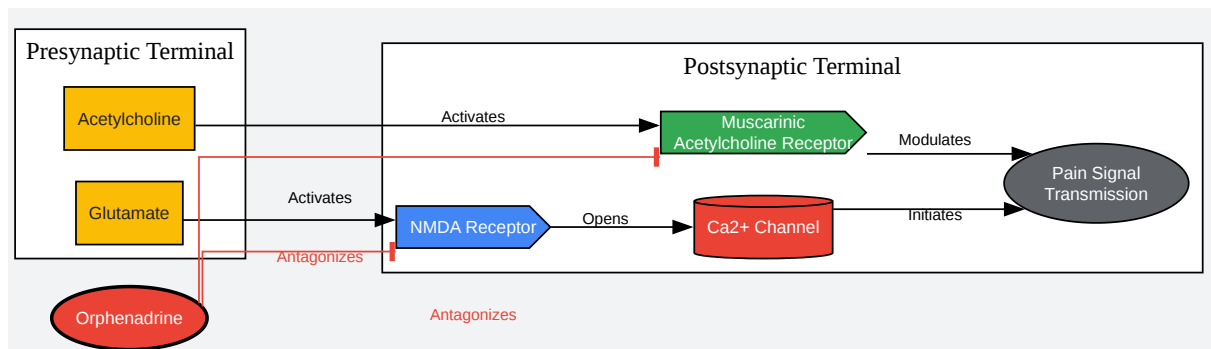 Presynaptic Terminal
Postsynaptic Terminal
Acetylcholine
Activates
Muscarinic
Acetylcholine Receptor
Modulates
Pain Signal
Transmission
Glutamate
Activates
NMDA Receptor
Opens
Ca2+ Channel
Initiates
Antagonizes
Orphenadrine
Antagonizes